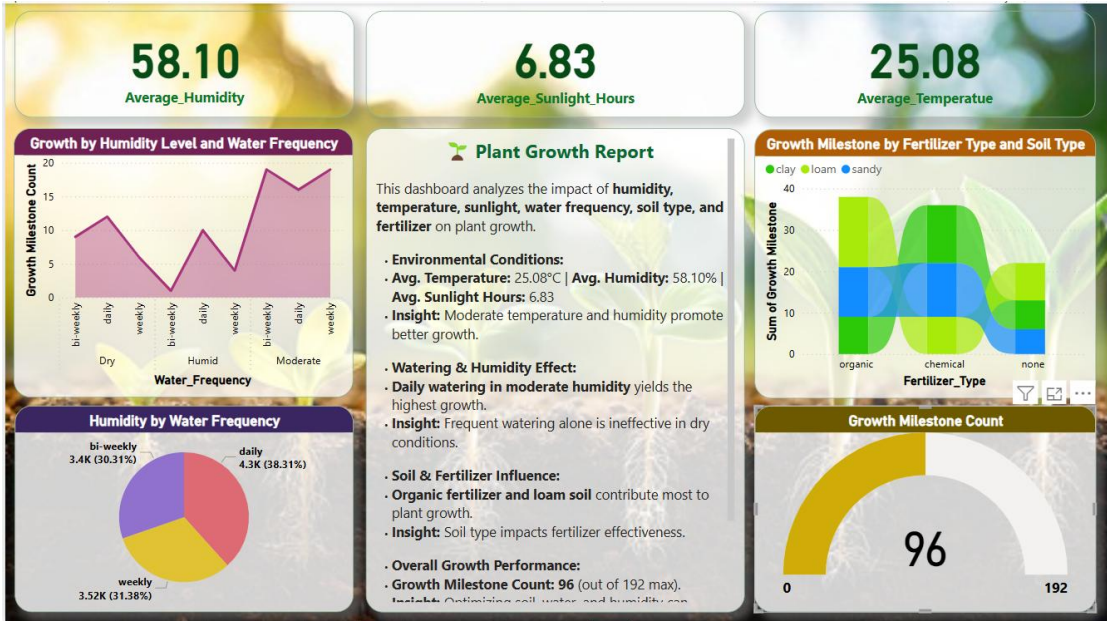 58.10
Average_Humidity
6.83
Average_Sunlight_Hours
25.08
Average_Temperatue
Growth by Humidity Level and Water Frequency
Growth Milestone Count
20
15
10
5
0
bi-weekly
daily
weekly
bi-weekly
daily
weekly
bi-weekly
daily
weekly
Dry
Humid
Moderate
Water_Frequency
Humidity by Water Frequency
bi-weekly
3.4K (30.31%)
daily
4.3K (38.31%)
weekly
3.52K (31.38%)
Plant Growth Report
This dashboard analyzes the impact of humidity,
temperature, sunlight, water frequency, soil type, and
fertilizer on plant growth.
· Environmental Conditions:
· Avg. Temperature: 25.08°C | Avg. Humidity: 58.10% |
Avg. Sunlight Hours: 6.83
· Insight: Moderate temperature and humidity promote
better growth.
· Watering & Humidity Effect:
· Daily watering in moderate humidity yields the
highest growth.
· Insight: Frequent watering alone is ineffective in dry
conditions.
· Soil & Fertilizer Influence:
· Organic fertilizer and loam soil contribute most to
plant growth.
· Insight: Soil type impacts fertilizer effectiveness.
· Overall Growth Performance:
· Growth Milestone Count: 96 (out of 192 max).
· Insight: Optimizing soil, water, and humidity can
Growth Milestone by Fertilizer Type and Soil Type
clay loam sandy
Sum of Growth Milestone
40
30
20
10
0
organic
chemical
none
Fertilizer_Type
Growth Milestone Count
96
0
192